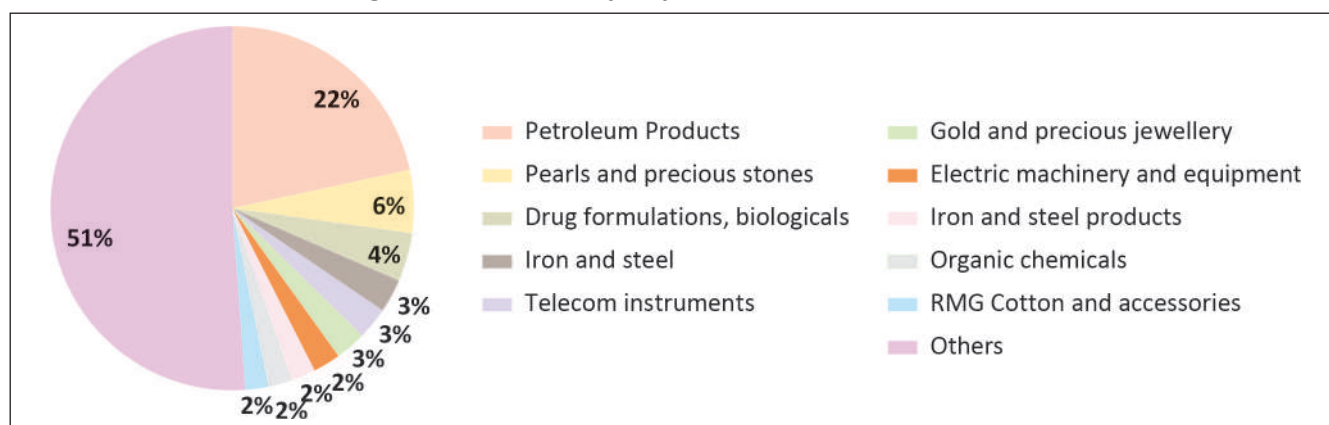 22%
6%
4%
3%
3%
3%
2%
2%
2%
2%
51%
Petroleum Products
Pearls and precious stones
Drug formulations, biologicals
Iron and steel
Telecom instruments
Gold and precious jewellery
Electric machinery and equipment
Iron and steel products
Organic chemicals
RMG Cotton and accessories
Others